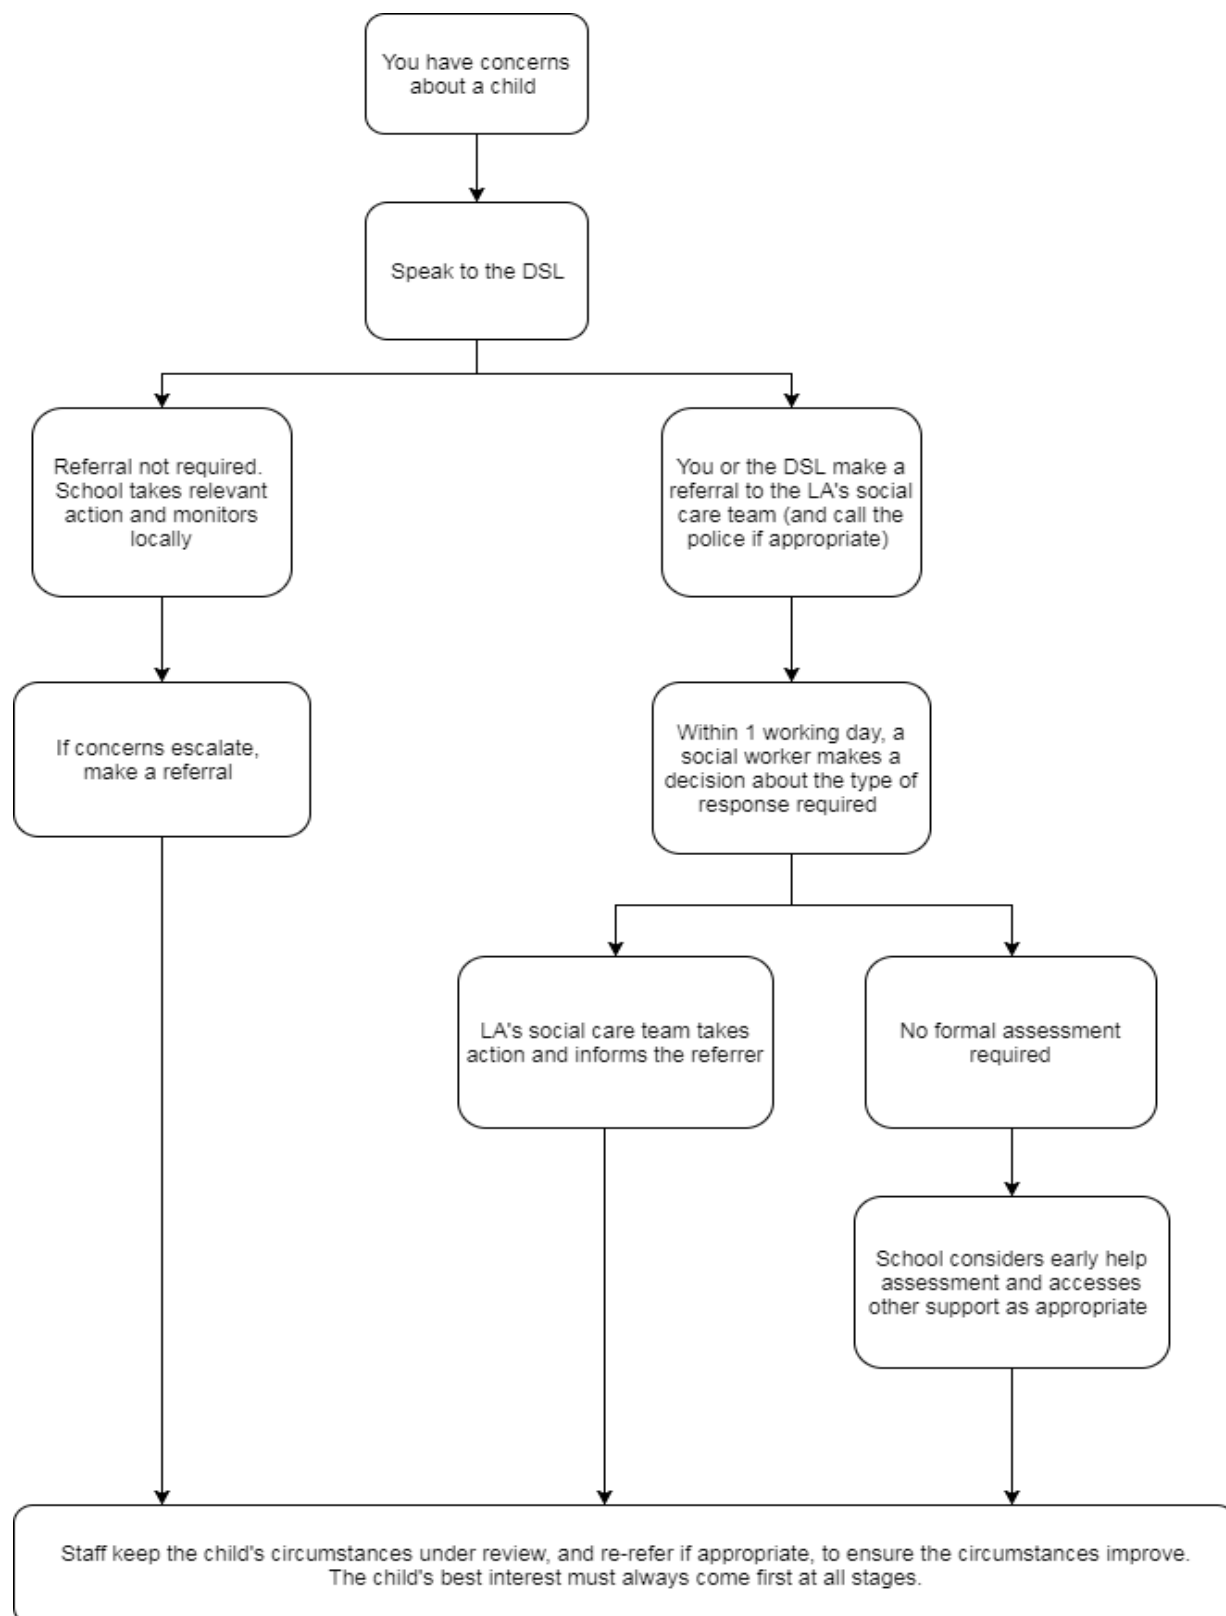 You have concerns
about a child
Speak to the DSL
Referral not required.
School takes relevant
action and monitors
locally
You or the DSL make a
referral to the LA's social
care team (and call the
police if appropriate)
If concerns escalate,
make a referral
Within 1 working day, a
social worker makes a
decision about the type of
response required
LA's social care team takes
action and informs the referrer
No formal assessment
required
School considers early help
assessment and accesses
other support as appropriate
Staff keep the child's circumstances under review, and re-refer if appropriate, to ensure the circumstances improve.
The child's best interest must always come first at all stages.